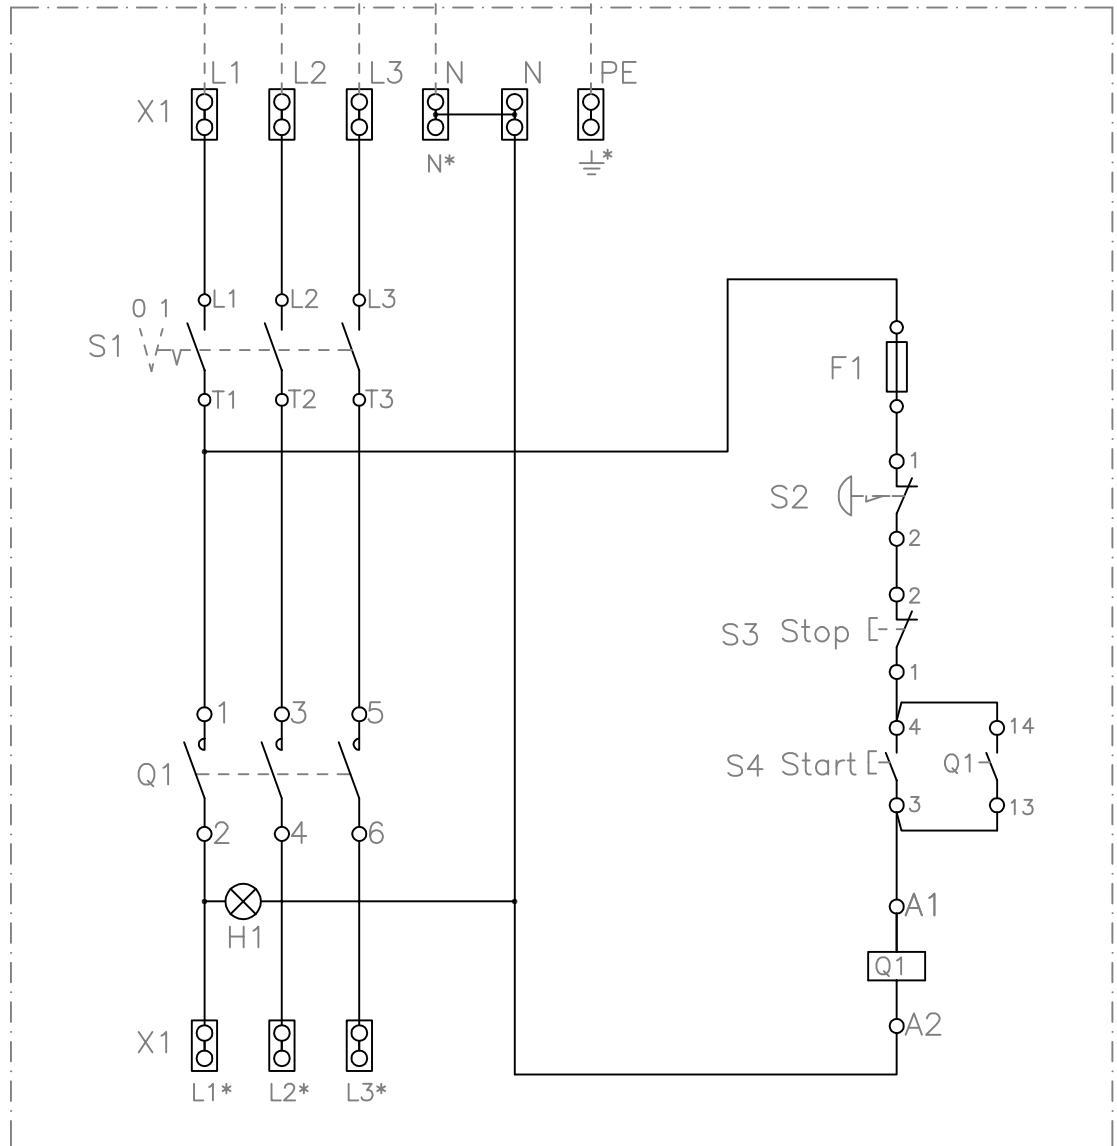 L1 L2 L3 N N PE
X1
N* *
0 1 L1 L2 L3
S1
F1
T1 T2 T3
1
S2
2
2
S3 Stop
1
1 3 5
4 14
Q1 S4 Start Q1
3 13
2 4 6
A1
H1
Q1
A2
X1
L1* L2* L3*